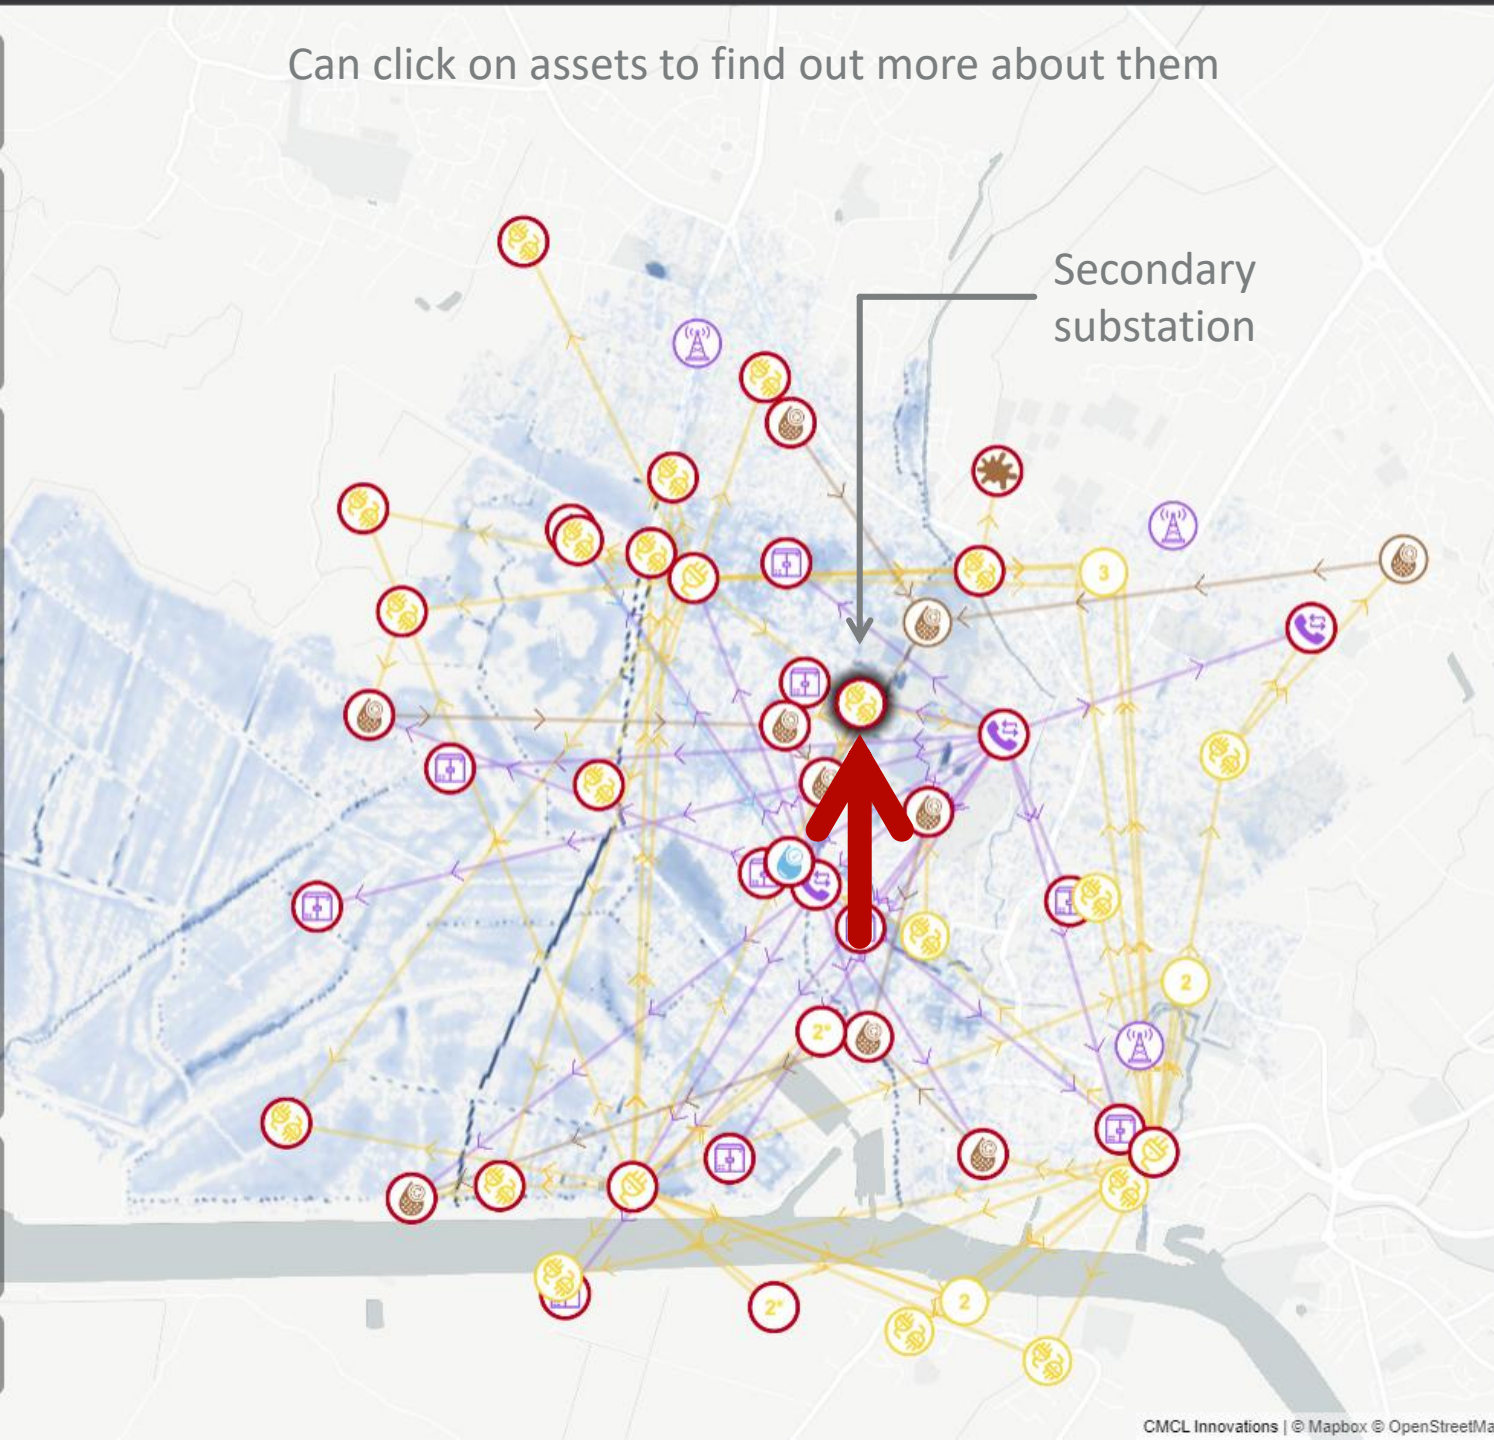 Can click on assets to find out more about them
Secondary
substation
3
2
2*
2*
2
CMCL Innovations | © Mapbox © OpenStreetMa